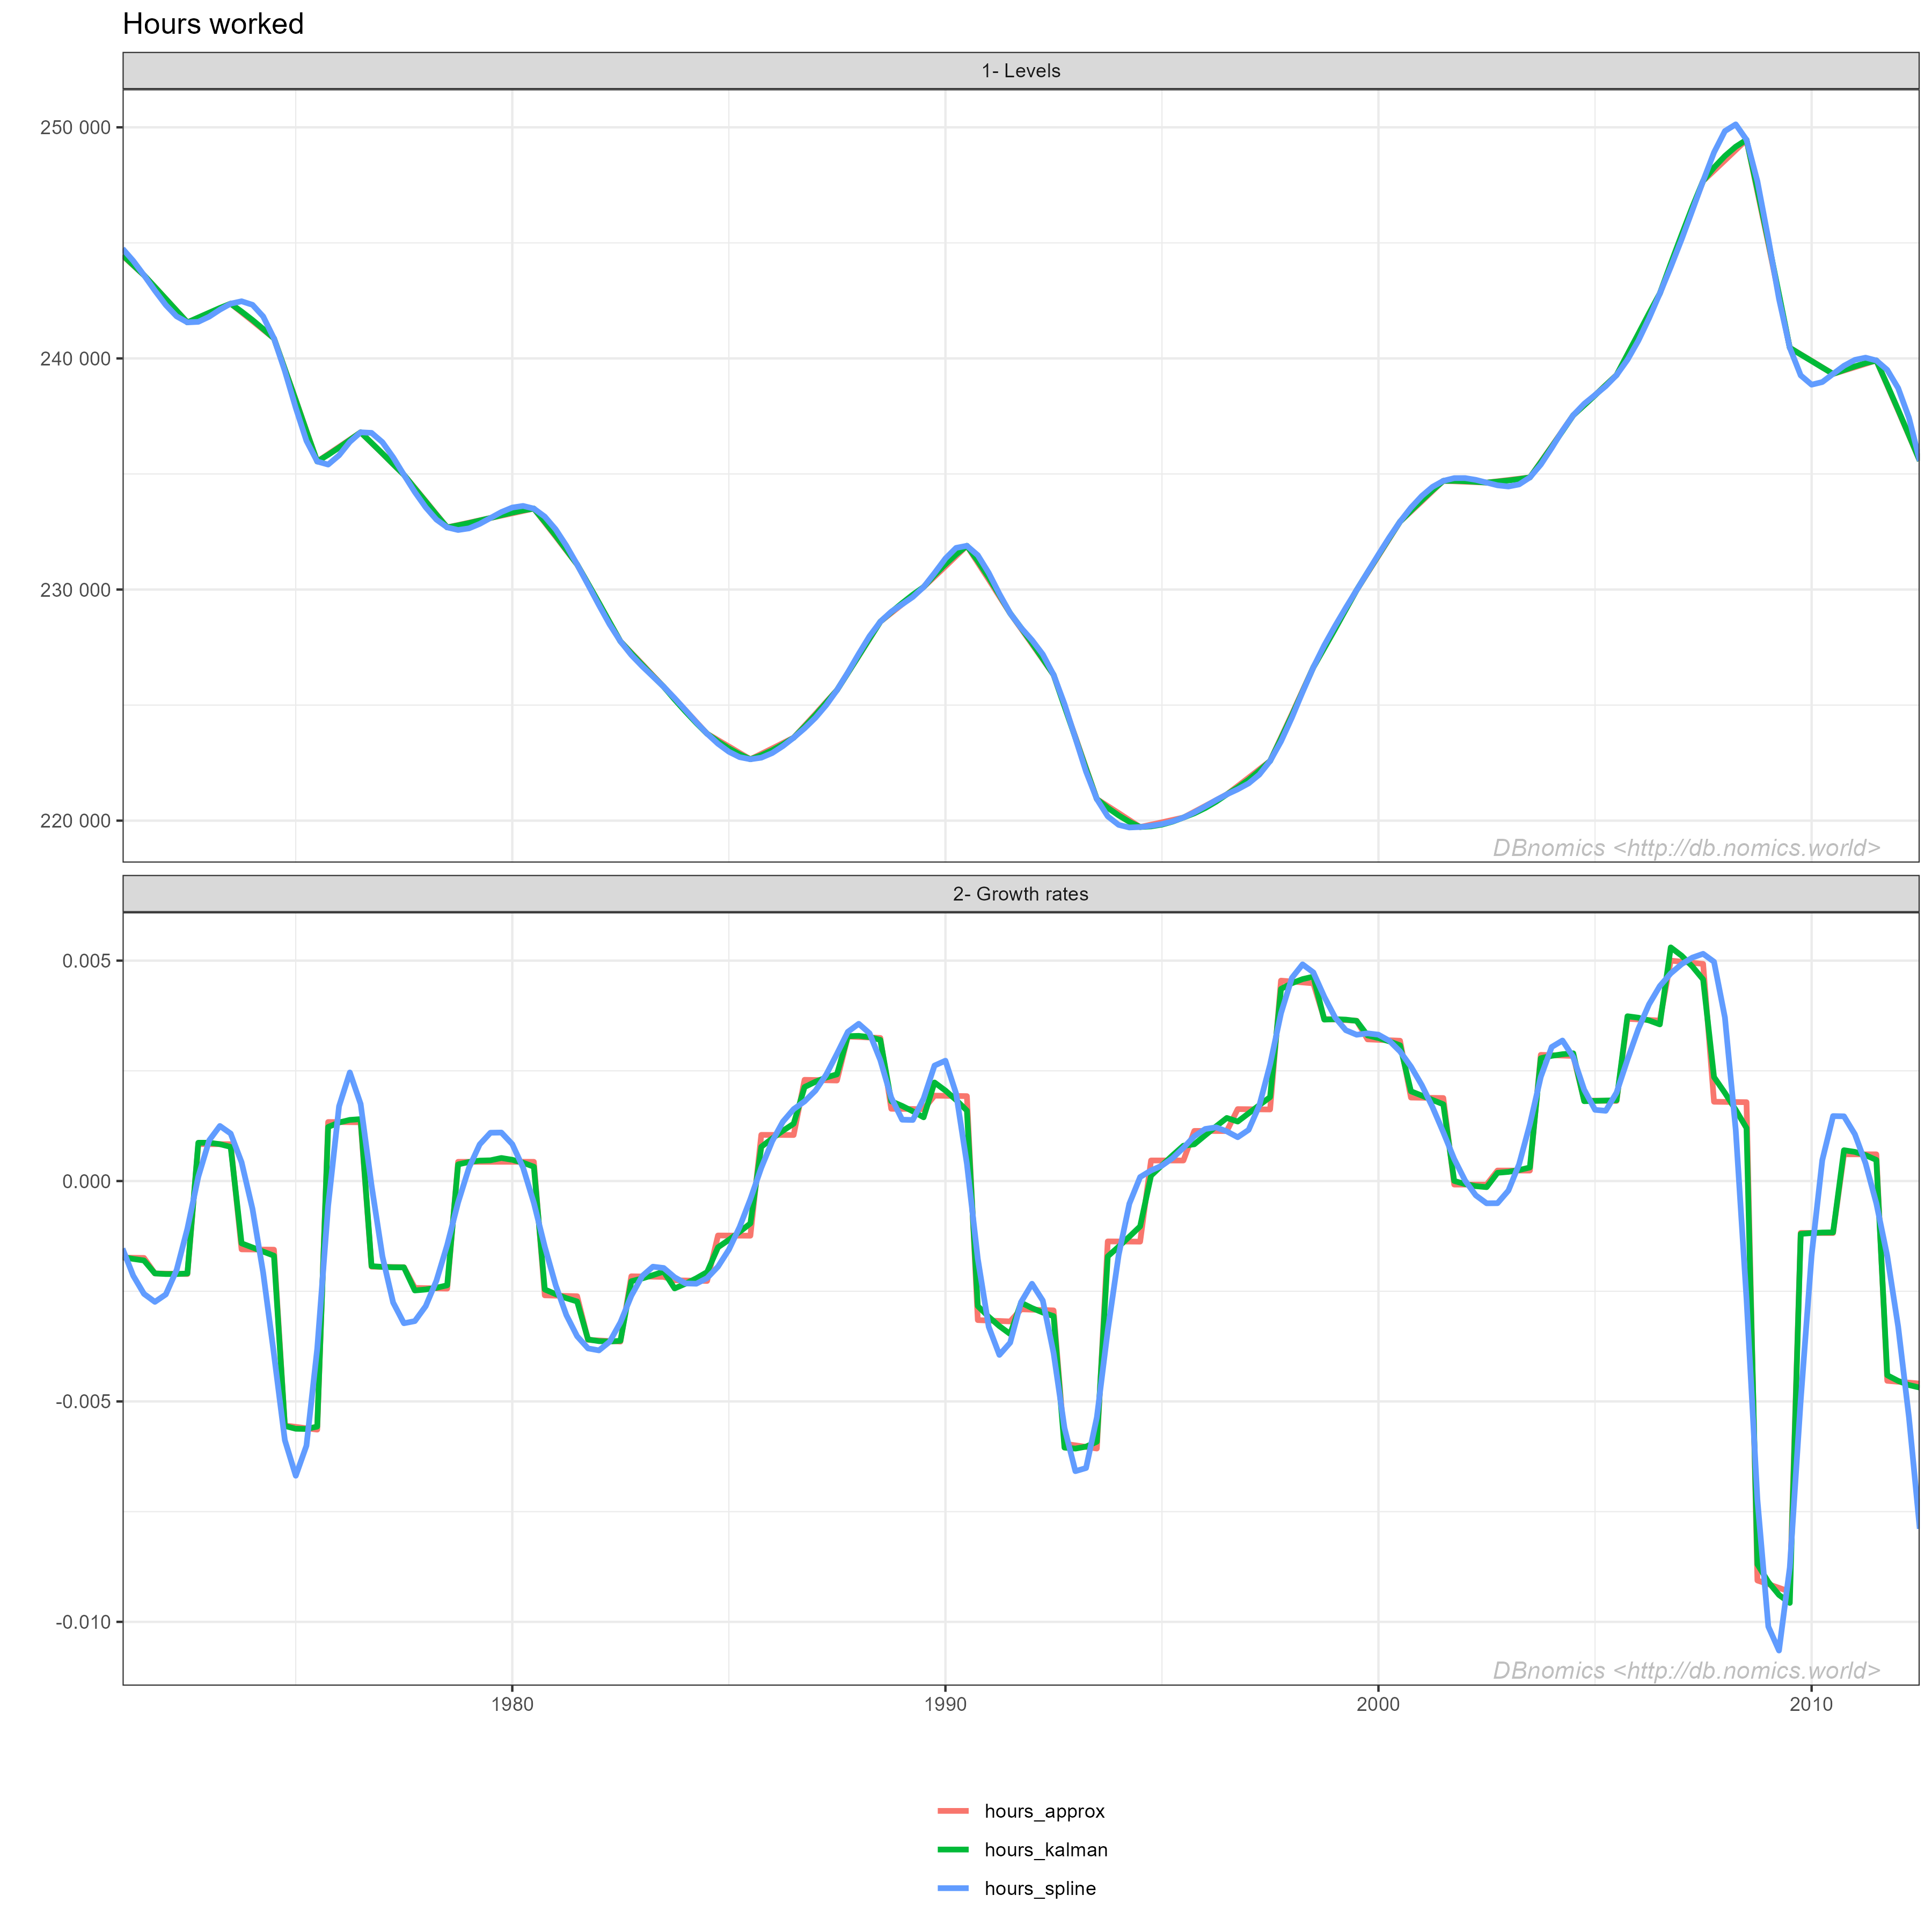 Hours worked
1- Levels
250 000
240 000
230 000
220 000
DBnomics <http://db.nomics.world>
2- Growth rates
0.005
0.000
-0.005
-0.010
DBnomics <http://db.nomics.world>
1980 1990 2000 2010
hours_approx
hours_kalman
hours_spline